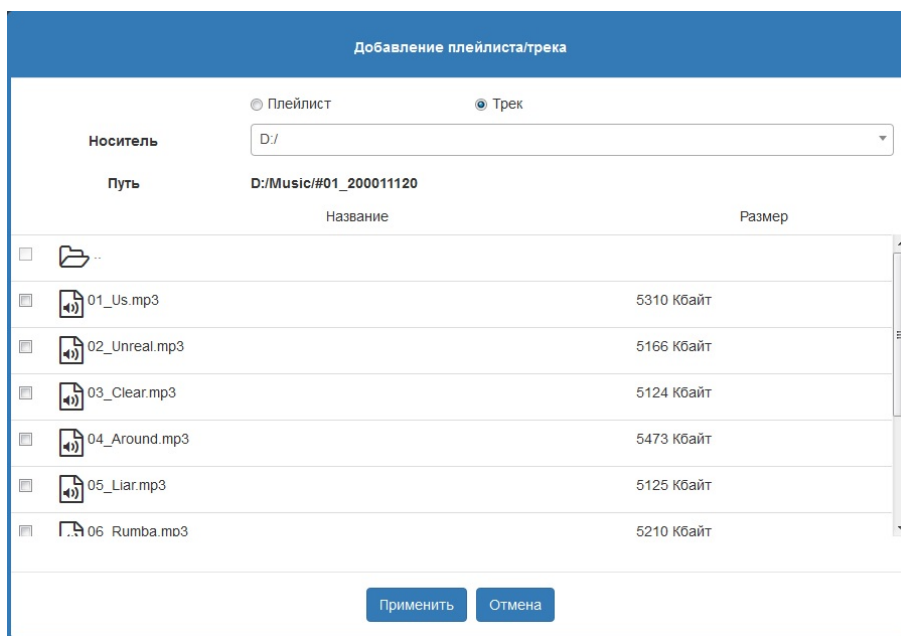 Добавление плейлиста/трека
Плейлист Трек
Носитель D:/
Путь D:/Music/#01_200011120
Название Размер
..
01_Us.mp3 5310 Кбайт
02_Unreal.mp3 5166 Кбайт
03_Clear.mp3 5124 Кбайт
04_Around.mp3 5473 Кбайт
05_Liar.mp3 5125 Кбайт
06_Rumba.mp3 5210 Кбайт
Применить Отмена